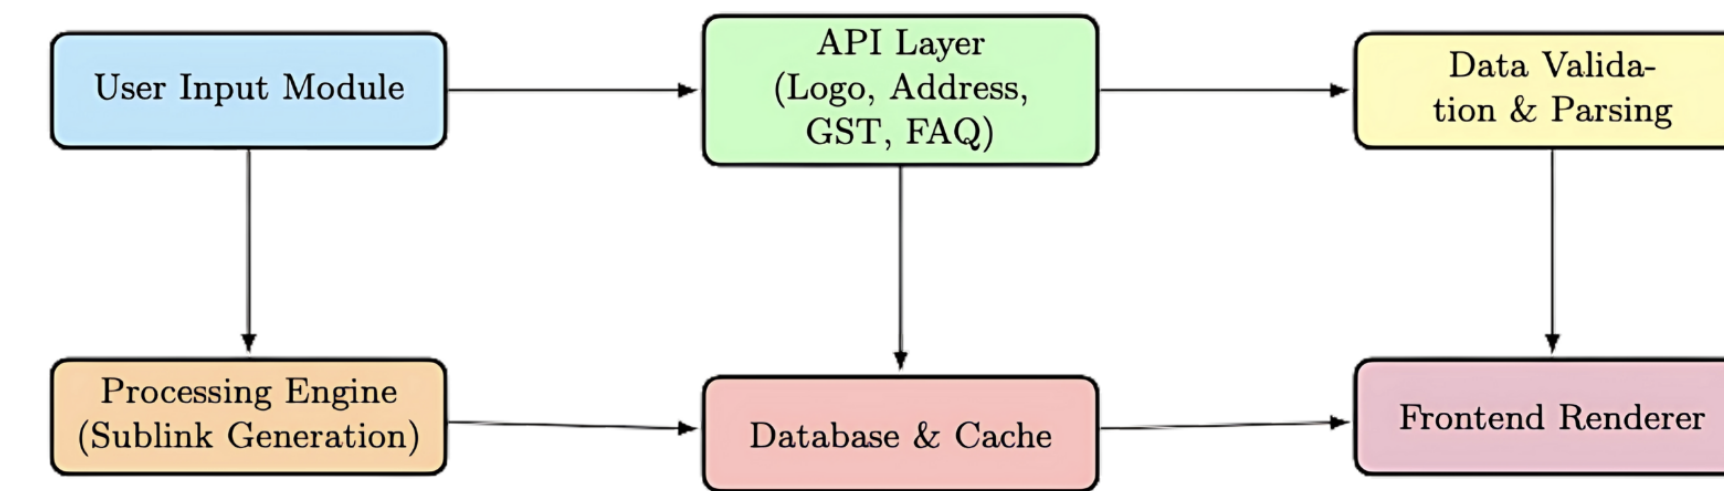 User Input Module
API Layer
(Logo, Address,
GST, FAQ)
Data Valida-
tion & Parsing
Processing Engine
(Sublink Generation)
Database & Cache
Frontend Renderer